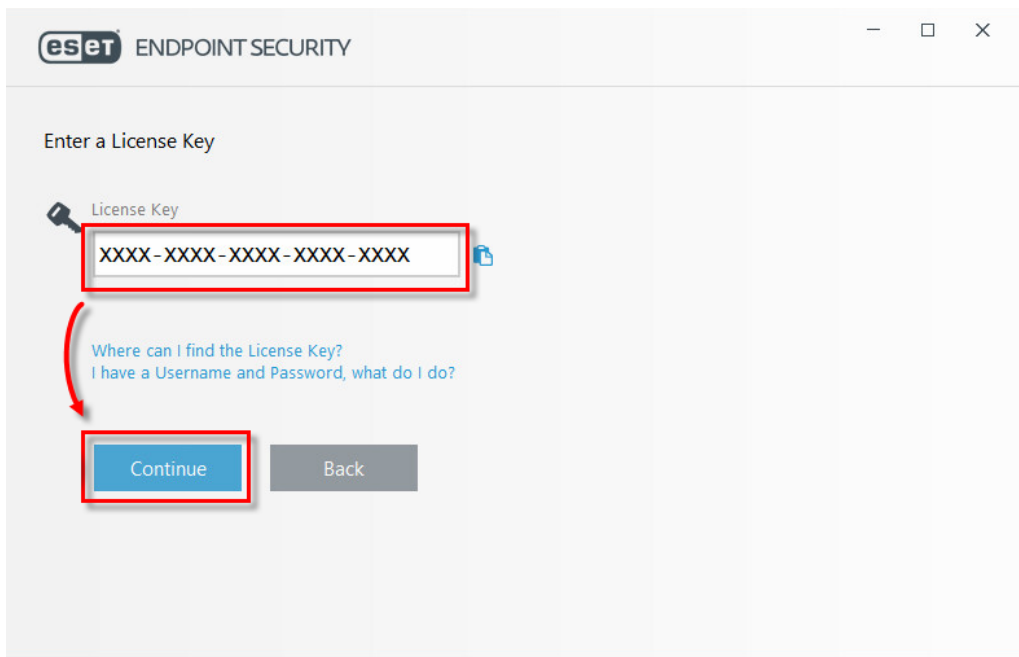 eset ENDPOINT SECURITY
Enter a License Key
License Key
XXXX-XXXX-XXXX-XXXX-XXXX
Where can I find the License Key?
I have a Username and Password, what do I do?
Continue Back